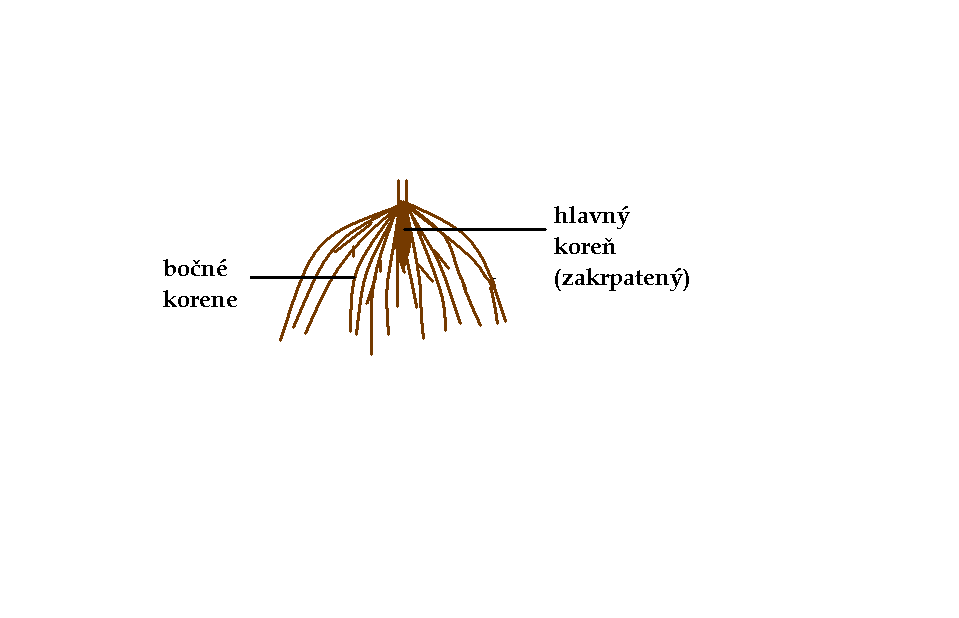 hlavný
koreň
(zakrpatený)
bočné
korene